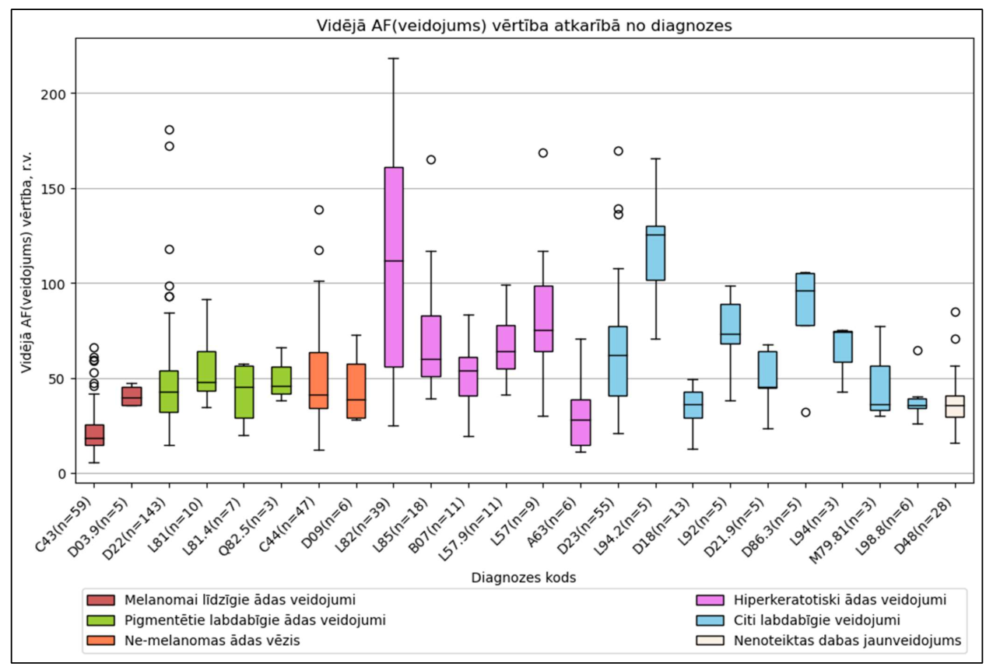 Vidējā AF(veidojums) vērtība atkarībā no diagnozes
Vidējā AF(veidojums) vērtība, r.v.
200
150
100
50
0
C43(n=59)
D03.9(n=5)
D22(n=143)
L81(n=10)
L81.4(n=7)
Q82.5(n=3)
C44(n=47)
D09(n=6)
L82(n=39)
L85(n=18)
B07(n=11)
L57.9(n=11)
L57(n=9)
A63(n=6)
D23(n=55)
L94.2(n=5)
D18(n=13)
L92(n=5)
D21.9(n=5)
D86.3(n=5)
L94(n=3)
M79.81(n=3)
L98.8(n=6)
D48(n=28)
Diagnozes kods
Melanomai līdzīgie ādas veidojumi
Pigmentētie labdabīgie ādas veidojumi
Ne-melanomas ādas vēzis
Hiperkeratotiski ādas veidojumi
Citi labdabīgie veidojumi
Nenoteiktas dabas jaunveidojums